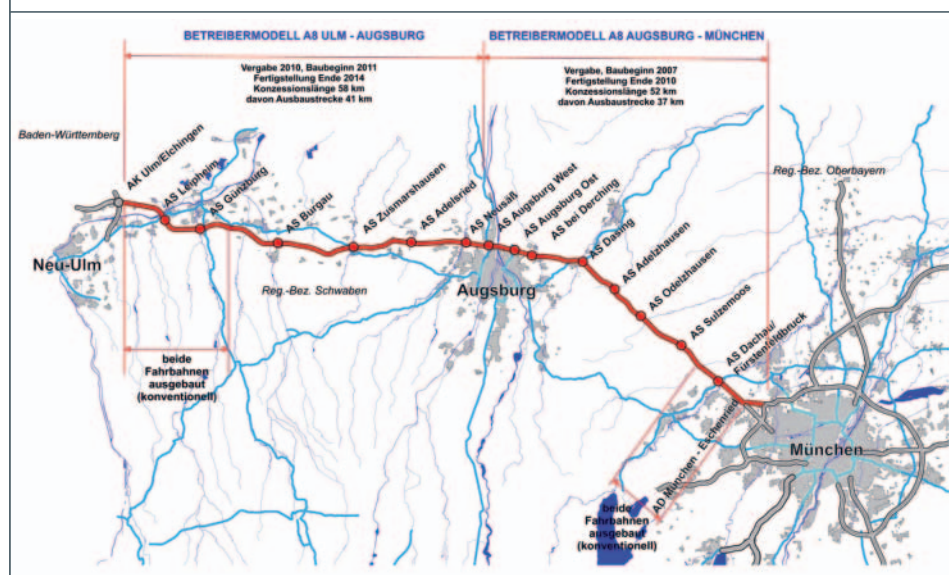 BETREIBERMODELL A8 ULM - AUGSBURG
BETREIBERMODELL A8 AUGSBURG - MÜNCHEN
Vergabe 2010, Baubeginn 2011
Fertigstellung Ende 2014
Konzessionslänge 58 km
davon Ausbaustrecke 41 km
Vergabe, Baubeginn 2007
Fertigstellung Ende 2010
Konzessionslänge 52 km
davon Ausbaustrecke 37 km
Baden-Württemberg
Reg.-Bez. Oberbayern
AK Ulm/Elchingen
AS Leipheim
AS Günzburg
AS Burgau
AS Zusmarshausen
AS Adelsried
AS Neusäß
AS Augsburg West
AS Augsburg Ost
AS bei Derching
AS Dasing
AS Adelzhausen
AS Odelzhausen
AS Sulzemoos
AS Dachau/
Fürstenfeldbruck
Neu-Ulm
Reg.-Bez. Schwaben
Augsburg
beide
Fahrbahnen
ausgebaut
(konventionell)
AD München - Eschenried
München
beide
Fahrbahnen
ausgebaut
(konventionell)